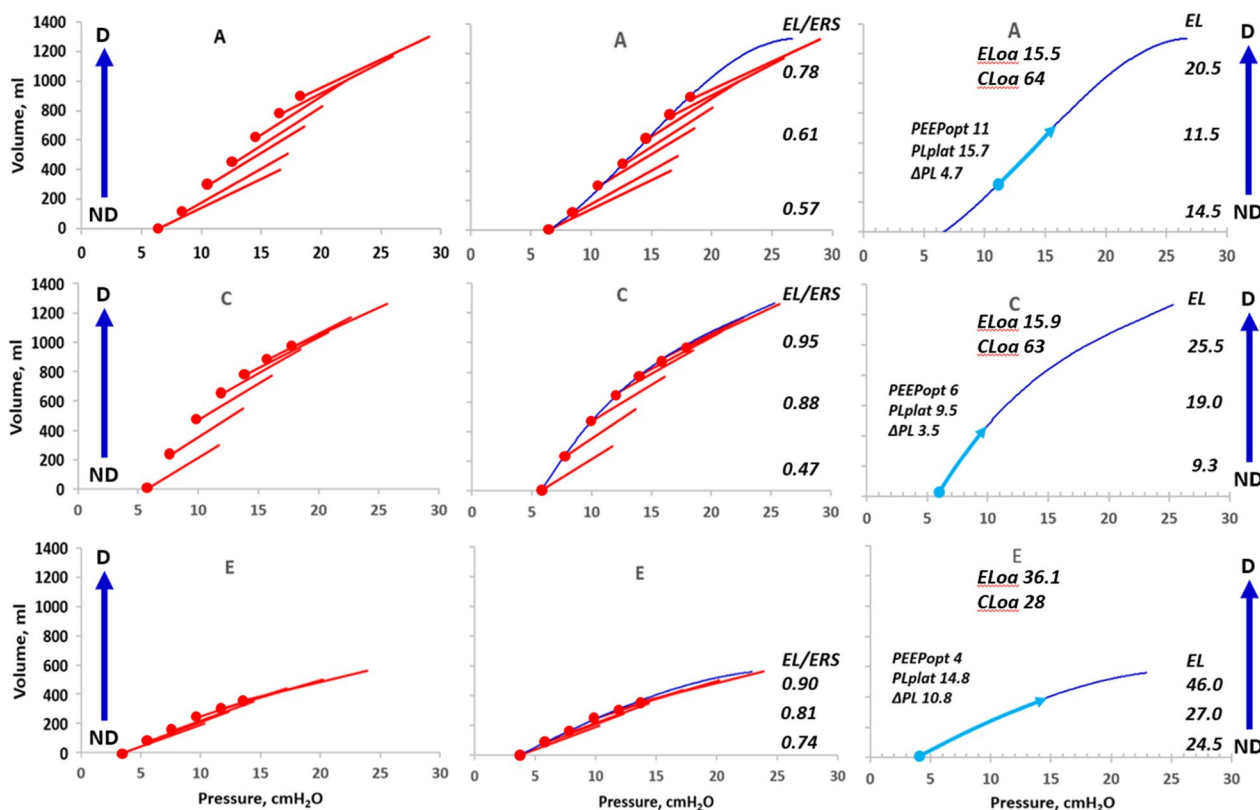 Volume, ml
1400
1200
1000
800
600
400
200
0
D
ND
A
0 5 10 15 20 25 30
A
EL/ERS
0.78
0.61
0.57
0 5 10 15 20 25 30
A
ELoa 15.5
CLoa 64
PEEPopt 11
PLplat 15.7
ΔPL 4.7
EL
20.5
11.5
14.5
D
ND
0 5 10 15 20 25 30
Volume, ml
1400
1200
1000
800
600
400
200
0
D
ND
C
0 5 10 15 20 25 30
C
EL/ERS
0.95
0.88
0.47
0 5 10 15 20 25 30
C
ELoa 15.9
CLoa 63
PEEPopt 6
PLplat 9.5
ΔPL 3.5
EL
25.5
19.0
9.3
D
ND
0 5 10 15 20 25 30
Volume, ml
1400
1200
1000
800
600
400
200
0
D
ND
E
0 5 10 15 20 25 30
Pressure, cmH₂O
E
EL/ERS
0.90
0.81
0.74
0 5 10 15 20 25 30
Pressure, cmH₂O
E
ELoa 36.1
CLoa 28
PEEPopt 4
PLplat 14.8
ΔPL 10.8
EL
46.0
27.0
24.5
D
ND
0 5 10 15 20 25 30
Pressure, cmH₂O